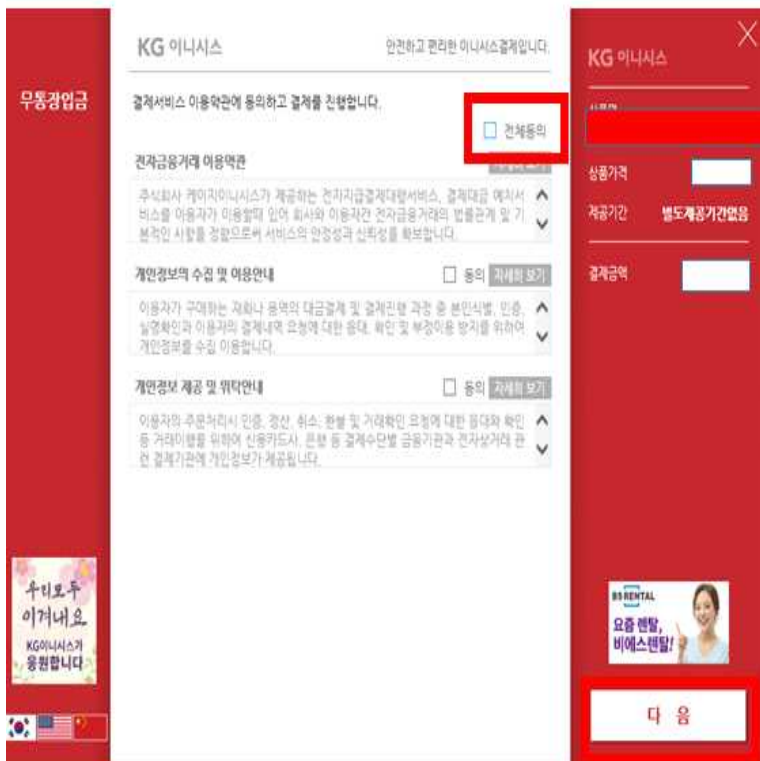 무통장입금
KG 이니시스
안전하고 편리한 이니시스결제입니다.
결제서비스 이용약관에 동의하고 결제를 진행합니다.
전체동의
전자금융거래 이용약관
주식회사 케이지이니시스가 제공하는 전자지급결제대행서비스, 결제대금 예치서
비스를 이용자가 이용함에 있어 회사와 이용자간 전자금융거래의 법률관계 및 기
본적인 사항을 정함으로써 서비스의 안정성과 신뢰성을 확보합니다.
개인정보의 수집 및 이용안내
동의 자세히 보기
이용자가 구매하는 재화나 용역의 대금결제 및 결제진행 과정 중 본인식별, 인증,
실명확인과 이용자의 결제내역 요청에 대한 응대, 확인 및 부정이용 방지를 위하여
개인정보를 수집 이용합니다.
개인정보 제공 및 위탁안내
동의 자세히 보기
이용자의 주문처리시 인증, 정산, 취소, 환불 및 거래확인 요청에 대한 응대와 확인
등 거래이행를 위하여 신용카드사, 은행 등 결제수단별 금융기관과 전자상거래 관
련 결제기관에 개인정보가 제공됩니다.
우리모두
이겨내요
KG이니시스가
응원합니다
KG 이니시스
상품가격
제공기간 별도제공기간없음
결제금액
BS RENTAL
요즘 렌탈,
비에스렌탈!
다 음